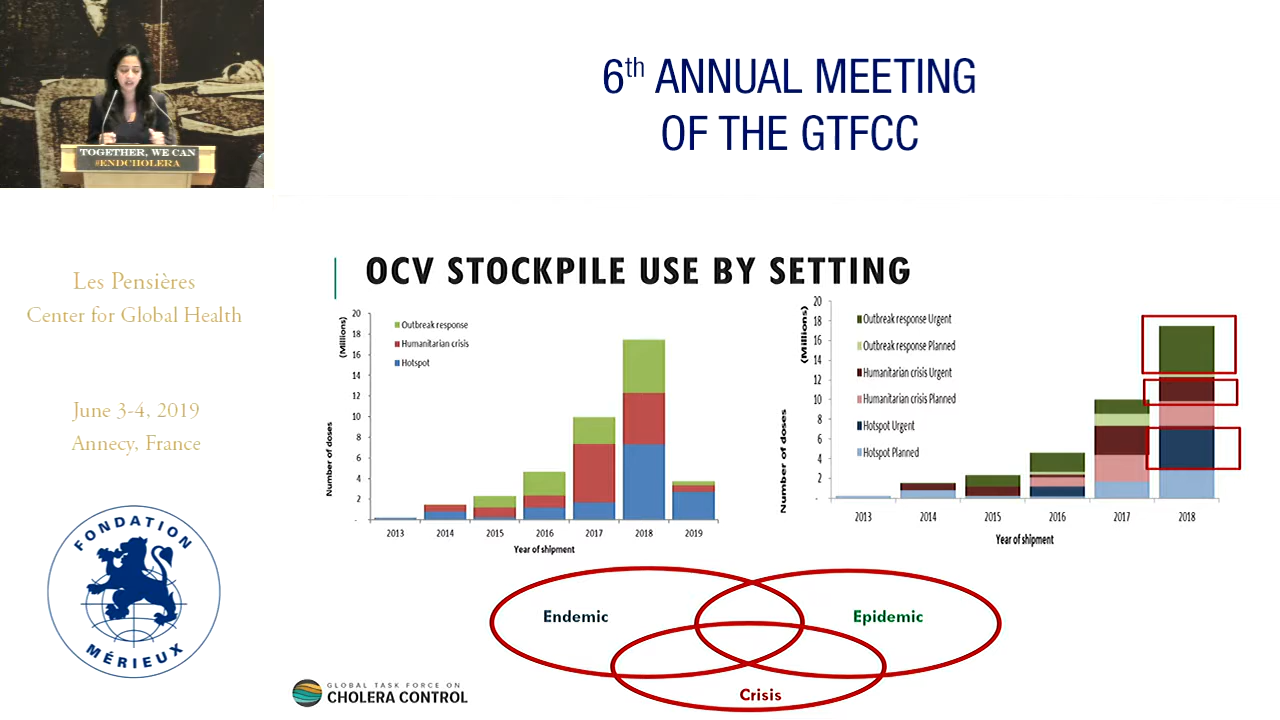 TOGETHER, WE CAN
#ENDCHOLERA
6th ANNUAL MEETING
OF THE GTFCC
Les Pensières
Center for Global Health
June 3-4, 2019
Annecy, France
FONDATION
MÉRIEUX
OCV STOCKPILE USE BY SETTING
(Millions)
Number of doses
20
18
16
14
12
10
8
6
4
2
-
Outbreak response
Humanitarian crisis
Hotspot
2013 2014 2015 2016 2017 2018 2019
Year of shipment
(Millions)
Number of doses
20
18
16
14
12
10
8
6
4
2
-
Outbreak response Urgent
Outbreak response Planned
Humanitarian crisis Urgent
Humanitarian crisis Planned
Hotspot Urgent
Hotspot Planned
2013 2014 2015 2016 2017 2018
Year of shipment
Endemic
Epidemic
Crisis
GLOBAL TASK FORCE ON
CHOLERA CONTROL